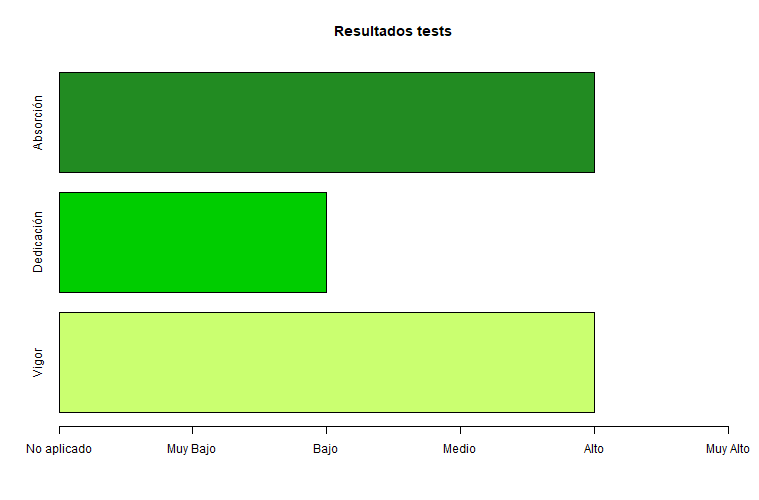 Resultados tests
Absorción
Dedicación
Vigor
No aplicado
Muy Bajo
Bajo
Medio
Alto
Muy Alto